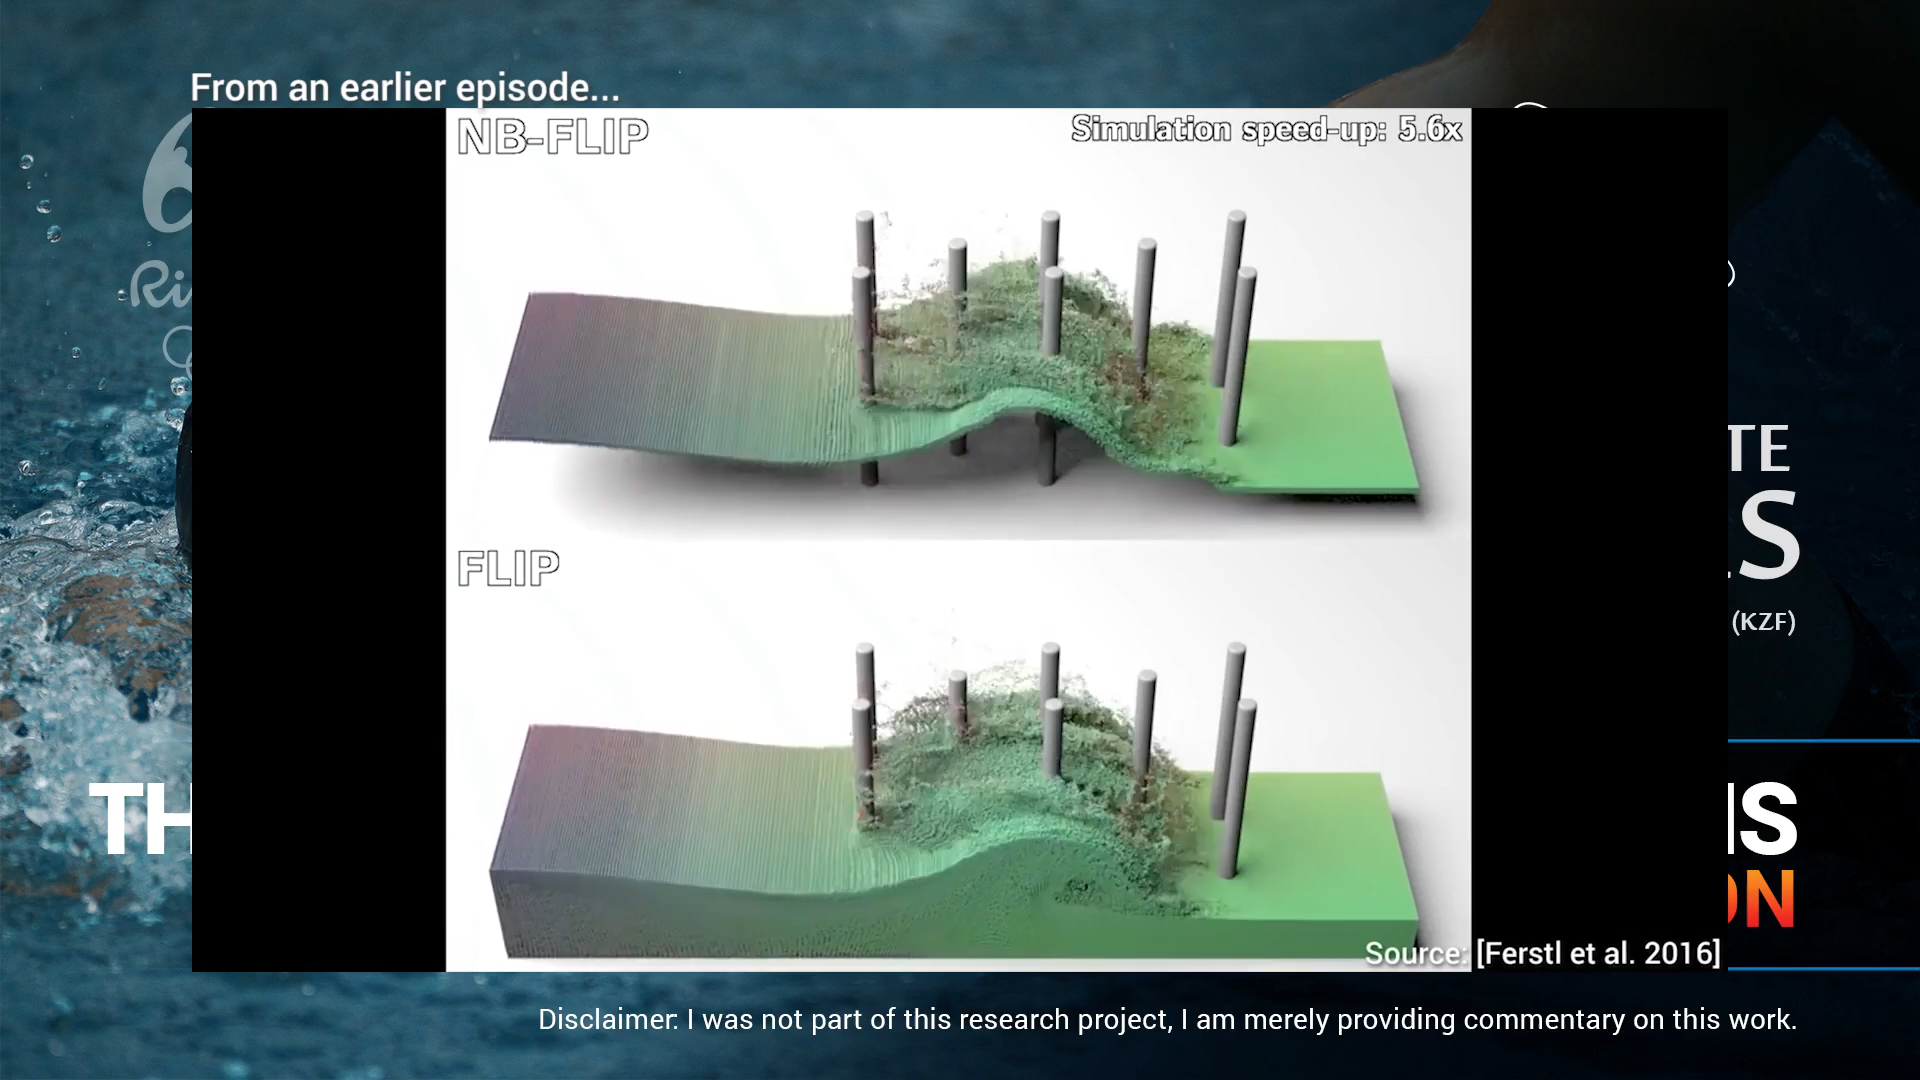 From an earlier episode...
NB-FLIP
Simulation speed-up: 5.6x
TE
S
(KZF)
FLIP
TH
S
ON
Source: [Ferstl et al. 2016]
Disclaimer: I was not part of this research project, I am merely providing commentary on this work.